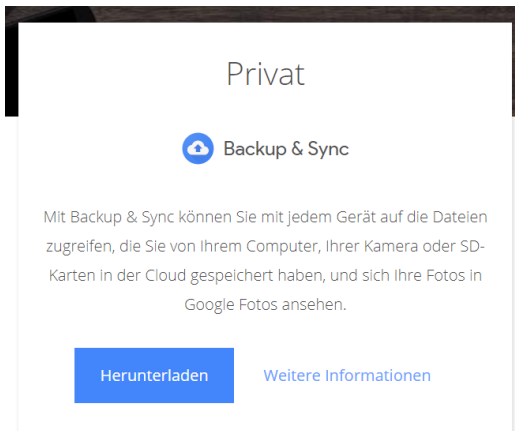 Privat
Backup & Sync
Mit Backup & Sync können Sie mit jedem Gerät auf die Dateien
zugreifen, die Sie von Ihrem Computer, Ihrer Kamera oder SD-
Karten in der Cloud gespeichert haben, und sich Ihre Fotos in
Google Fotos ansehen.
Herunterladen
Weitere Informationen